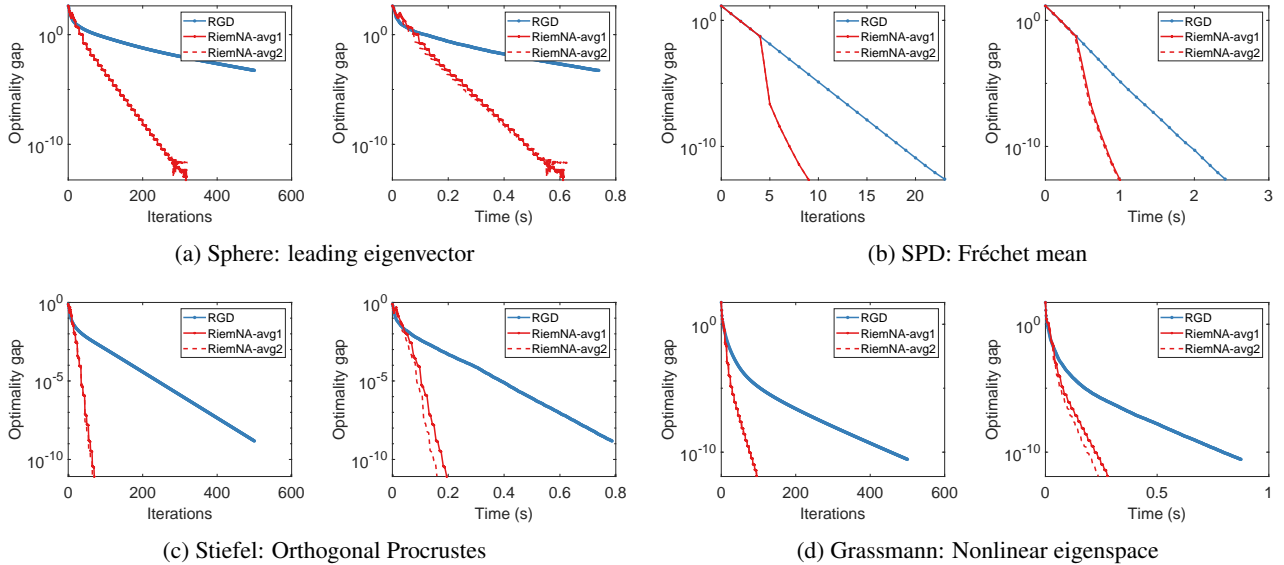 Optimality gap
10^0
10^-10
0
200
400
600
Iterations
RGD
RiemNA-avg1
RiemNA-avg2
Optimality gap
10^0
10^-10
0
0.2
0.4
0.6
0.8
Time (s)
RGD
RiemNA-avg1
RiemNA-avg2
(a) Sphere: leading eigenvector
Optimality gap
10^0
10^-10
0
5
10
15
20
Iterations
RGD
RiemNA-avg1
RiemNA-avg2
Optimality gap
10^0
10^-10
0
1
2
3
Time (s)
RGD
RiemNA-avg1
RiemNA-avg2
(b) SPD: Fréchet mean
Optimality gap
10^0
10^-5
10^-10
0
200
400
600
Iterations
RGD
RiemNA-avg1
RiemNA-avg2
Optimality gap
10^0
10^-5
10^-10
0
0.2
0.4
0.6
0.8
Time (s)
RGD
RiemNA-avg1
RiemNA-avg2
(c) Stiefel: Orthogonal Procrustes
Optimality gap
10^0
10^-10
0
200
400
600
Iterations
RGD
RiemNA-avg1
RiemNA-avg2
Optimality gap
10^0
10^-10
0
0.5
1
Time (s)
RGD
RiemNA-avg1
RiemNA-avg2
(d) Grassmann: Nonlinear eigenspace